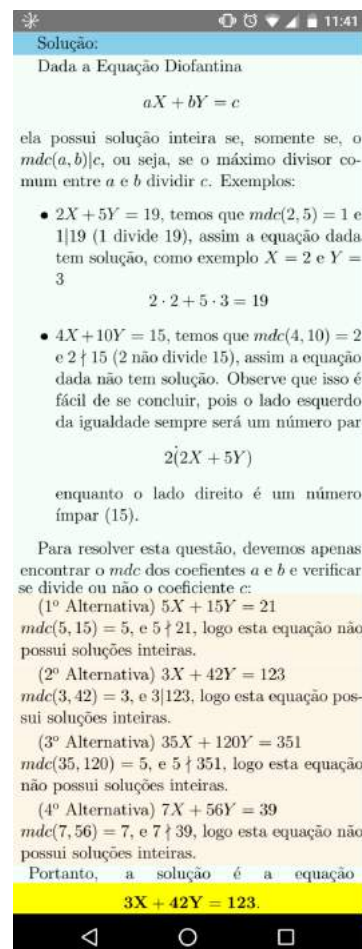 11:41
Solução:
Dada a Equação Diofantina
aX + bY = c
ela possui solução inteira se, somente se, o
mdc(a, b)|c, ou seja, se o máximo divisor co-
mum entre a e b dividir c. Exemplos:
• 2X + 5Y = 19, temos que mdc(2, 5) = 1 e
1|19 (1 divide 19), assim a equação dada
tem solução, como exemplo X = 2 e Y =
3
2 · 2 + 5 · 3 = 19
• 4X + 10Y = 15, temos que mdc(4, 10) = 2
e 2 ∤ 15 (2 não divide 15), assim a equação
dada não tem solução. Observe que isso é
fácil de se concluir, pois o lado esquerdo
da igualdade sempre será um número par
2(̇2X + 5Y)
enquanto o lado direito é um número
ímpar (15).
Para resolver esta questão, devemos apenas
encontrar o mdc dos coefientes a e b e verificar
se divide ou não o coeficiente c:
(1º Alternativa) 5X + 15Y = 21
mdc(5, 15) = 5, e 5 ∤ 21, logo esta equação não
possui soluções inteiras.
(2º Alternativa) 3X + 42Y = 123
mdc(3, 42) = 3, e 3|123, logo esta equação pos-
sui soluções inteiras.
(3º Alternativa) 35X + 120Y = 351
mdc(35, 120) = 5, e 5 ∤ 351, logo esta equação
não possui soluções inteiras.
(4º Alternativa) 7X + 56Y = 39
mdc(7, 56) = 7, e 7 ∤ 39, logo esta equação não
possui soluções inteiras.
Portanto, a solução é a equação
3X + 42Y = 123.